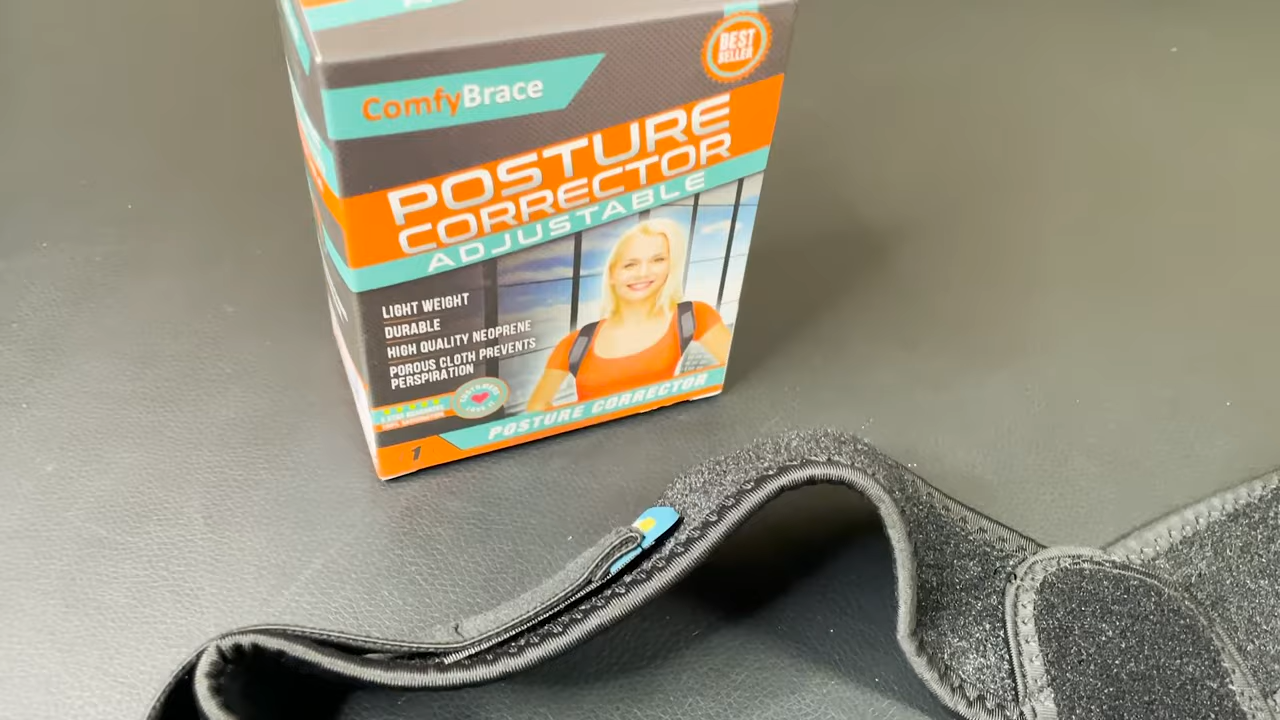 BEST
SELLER
ComfyBrace
POSTURE
CORRECTOR
ADJUSTABLE
LIGHT WEIGHT
DURABLE
HIGH QUALITY NEOPRENE
POROUS CLOTH PREVENTS
PERSPIRATION
POSTURE CORRECTOR
1